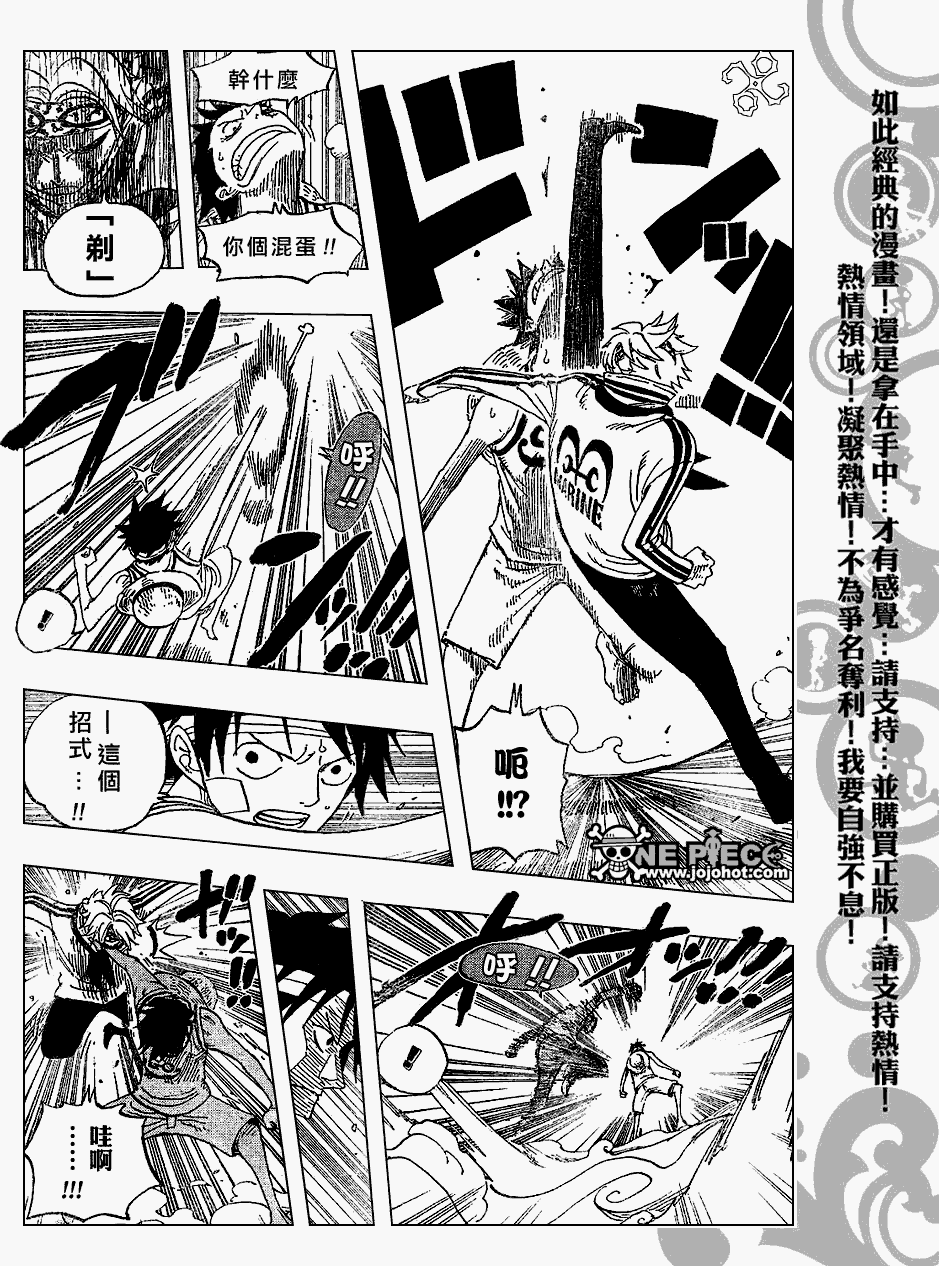 ドドン!!
MARINE
呃
!!?
幹什麼
你個混蛋!!
「剃」
ブッ
呼!!
!
ー這個
招式…!!
呼!!
!
哇啊
……
!!!
ONE PIECE
www.jojohot.com
如此經典的漫畫!還是拿在手中…才有感覺…請支持…並購買正版!請支持熱情!
熱情領域!凝聚熱情!不為爭名奪利!我要自強不息!